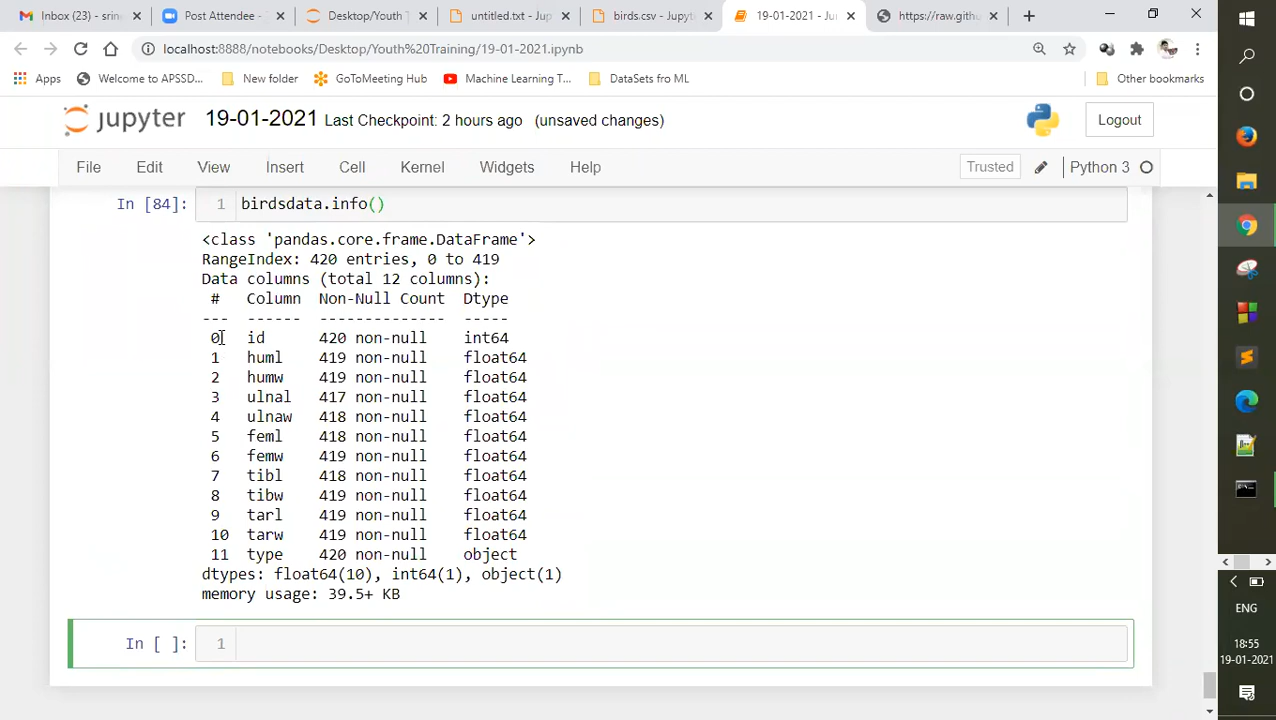 Inbox (23) - srin
Post Attendee -
Desktop/Youth T
untitled.txt - Jup
birds.csv - Jupyte
19-01-2021 - Ju
https://raw.githu
localhost:8888/notebooks/Desktop/Youth%20Training/19-01-2021.ipynb
Apps
Welcome to APSSD...
New folder
GoToMeeting Hub
Machine Learning T...
DataSets fro ML
Other bookmarks
jupyter 19-01-2021 Last Checkpoint: 2 hours ago (unsaved changes)
Logout
File Edit View Insert Cell Kernel Widgets Help
Trusted
Python 3
In [84]: 1 birdsdata.info()
<class 'pandas.core.frame.DataFrame'>
RangeIndex: 420 entries, 0 to 419
Data columns (total 12 columns):
# Column Non-Null Count Dtype
--- ------ -------------- -----
0 id 420 non-null int64
1 huml 419 non-null float64
2 humw 419 non-null float64
3 ulnal 417 non-null float64
4 ulnaw 418 non-null float64
5 feml 418 non-null float64
6 femw 419 non-null float64
7 tibl 418 non-null float64
8 tibw 419 non-null float64
9 tarl 419 non-null float64
10 tarw 419 non-null float64
11 type 420 non-null object
dtypes: float64(10), int64(1), object(1)
memory usage: 39.5+ KB
In [ ]: 1
ENG
18:55
19-01-2021